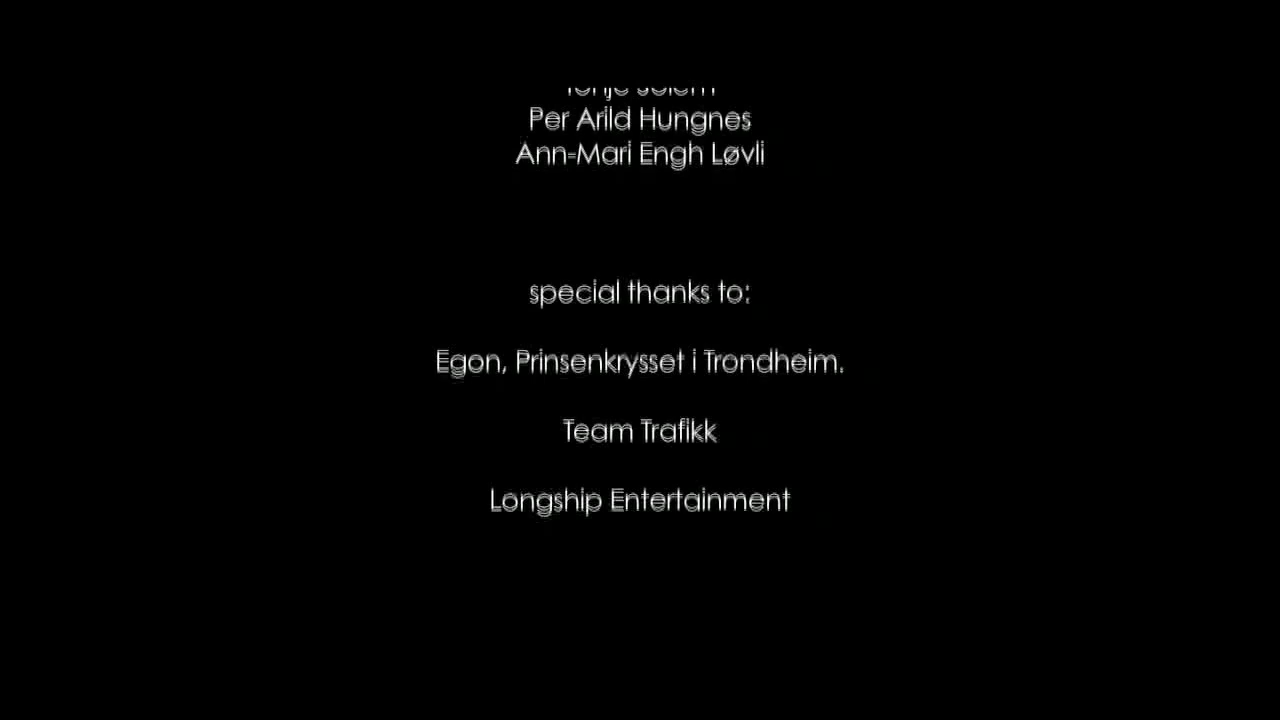 Per Arild Hungnes
Ann-Mari Engh Løvli
special thanks to:
Egon, Prinsenkrysset i Trondheim.
Team Trafikk
Longship Entertainment